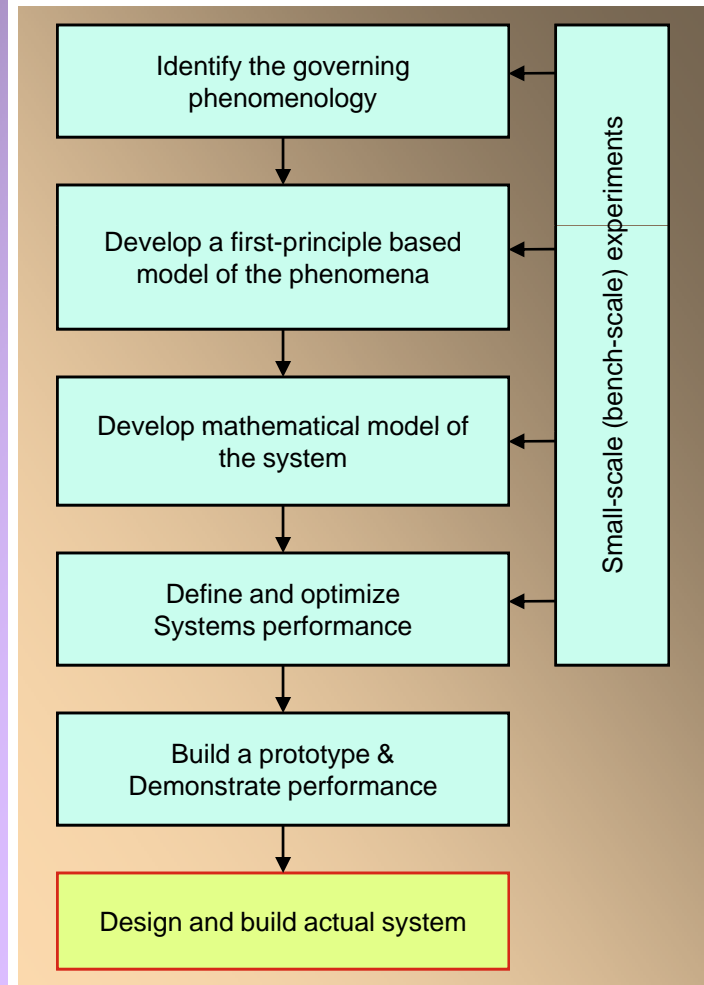 Identify the governing
phenomenology
Develop a first-principle based
model of the phenomena
Develop mathematical model of
the system
Define and optimize
Systems performance
Build a prototype &
Demonstrate performance
Design and build actual system
Small-scale (bench-scale) experiments